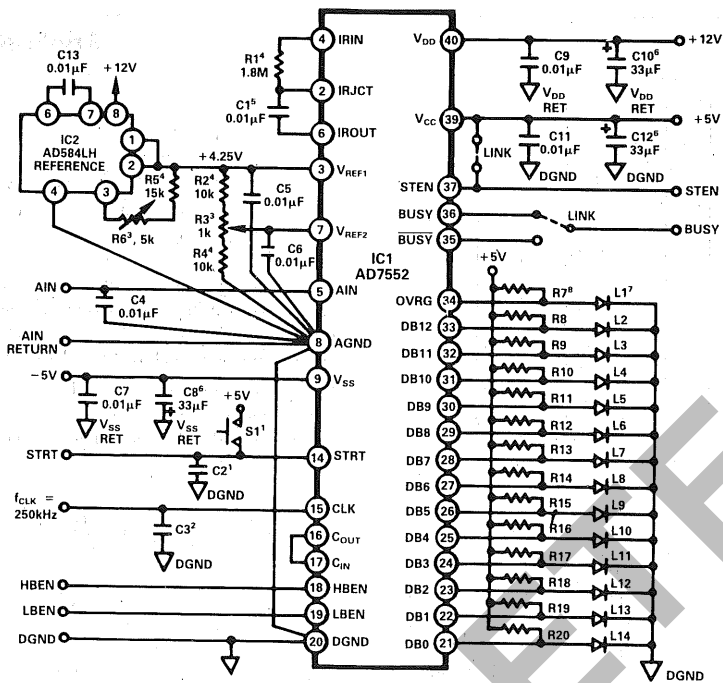 C13
0.01µF
+12V
6
7
8
1
2
IC2
AD584LH
REFERENCE
4
3
R5⁴
15k
R6³, 5k
R1⁴
1.8M
C1⁵
0.01µF
+4.25V
R2⁴
10k
R3³
1k
R4⁴
10k
C5
0.01µF
C6
0.01µF
AIN
C4
0.01µF
AIN
RETURN
−5V
C7
0.01µF
VSS
RET
C8⁶
33µF
VSS
RET
+5V
S1¹
STRT
C2¹
DGND
fCLK =
250kHz
C3²
DGND
HBEN
LBEN
DGND
4 IRIN
2 IRJCT
6 IROUT
3 VREF1
7 VREF2
5 AIN
8 AGND
9 VSS
14 STRT
15 CLK
16 COUT
17 CIN
18 HBEN
19 LBEN
20 DGND
IC1
AD7552
VDD 40
VCC 39
STEN 37
BUSY 36
BUSY 35
OVRG 34
DB12 33
DB11 32
DB10 31
DB9 30
DB8 29
DB7 28
DB6 27
DB5 26
DB4 25
DB3 24
DB2 23
DB1 22
DB0 21
+12V
C9
0.01µF
VDD
RET
C10⁶
33µF
VDD
RET
+5V
LINK
C11
0.01µF
DGND
C12⁶
33µF
DGND
STEN
LINK
BUSY
+5V
R7⁸ L1⁷
R8 L2
R9 L3
R10 L4
R11 L5
R12 L6
R13 L7
R14 L8
R15 L9
R16 L10
R17 L11
R18 L12
R19 L13
R20 L14
DGND